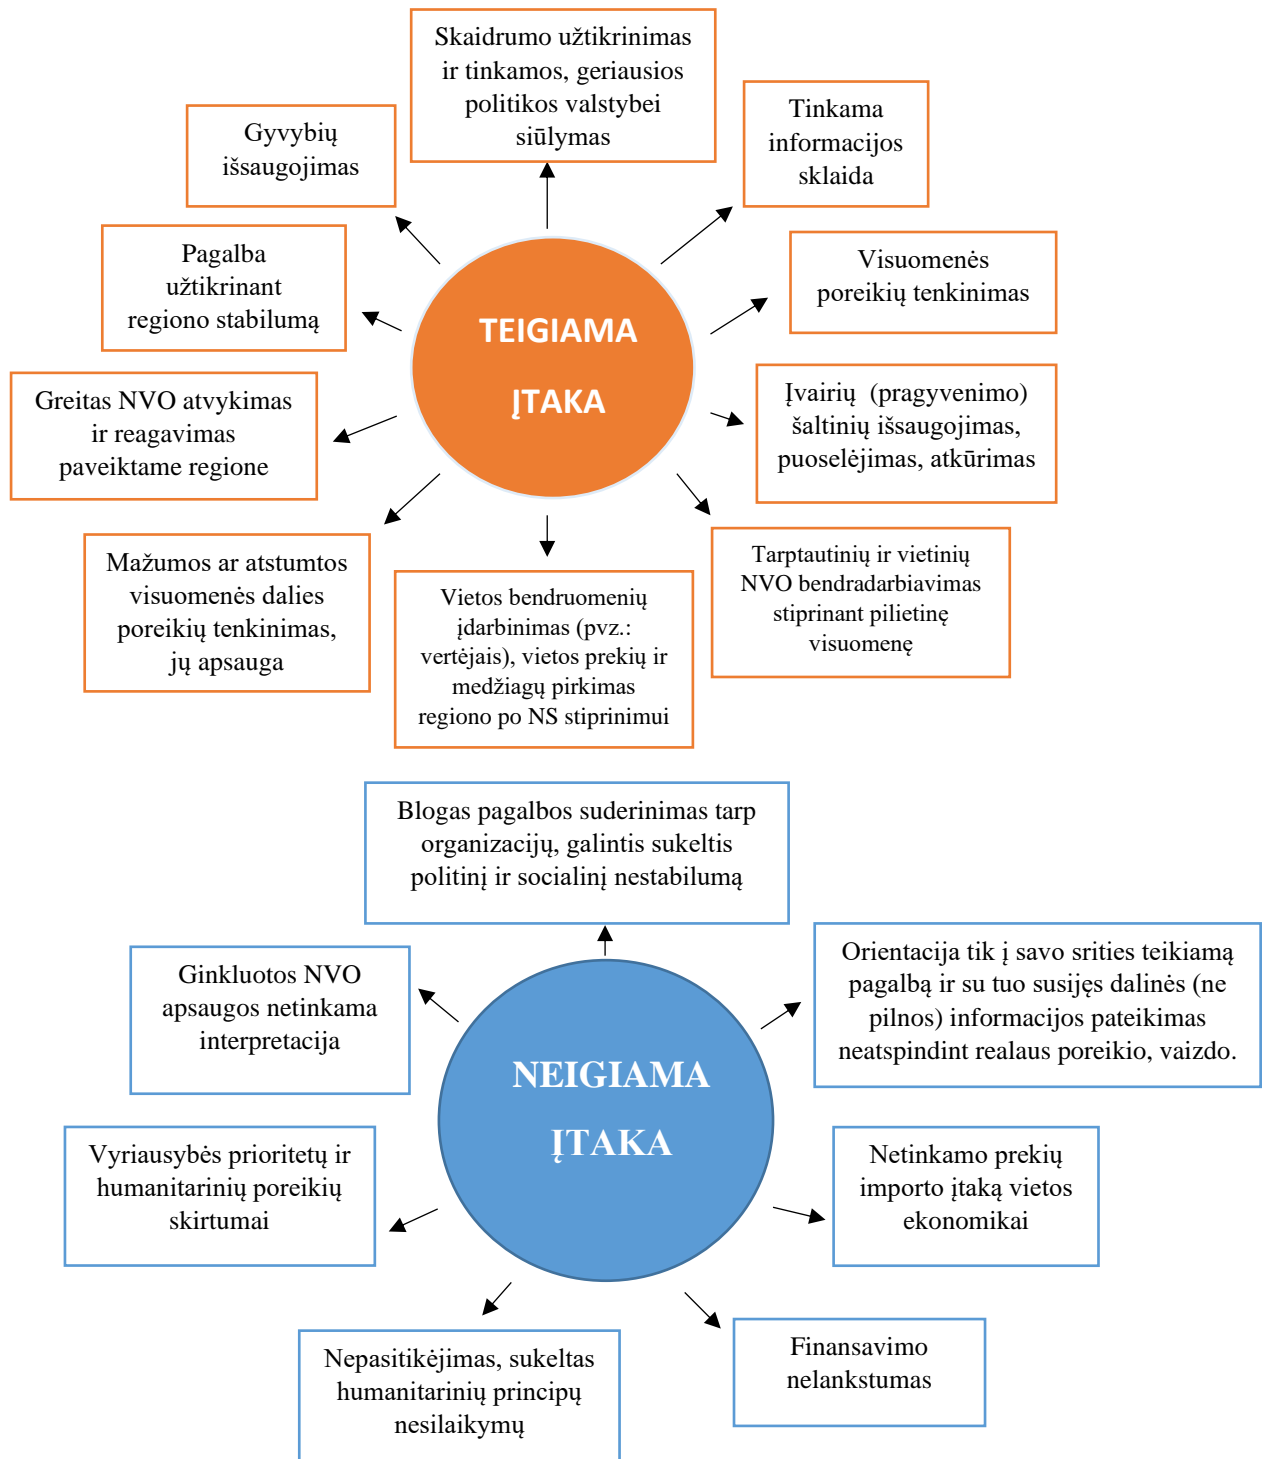 Skaidrumo užtikrinimas
ir tinkamos, geriausios
politikos valstybei
siūlymas
Tinkama
informacijos
sklaida
Gyvybių
išsaugojimas
Pagalba
užtikrinant
regiono stabilumą
Visuomenės
poreikių tenkinimas
TEIGIAMA
ĮTAKA
Greitas NVO atvykimas
ir reagavimas
paveiktame regione
Įvairių (pragyvenimo)
šaltinių išsaugojimas,
puoselėjimas, atkūrimas
Mažumos ar atstumtos
visuomenės dalies
poreikių tenkinimas,
jų apsauga
Vietos bendruomenių
įdarbinimas (pvz.:
vertėjais), vietos prekių ir
medžiagų pirkimas
regiono po NS stiprinimui
Tarptautinių ir vietinių
NVO bendradarbiavimas
stiprinant pilietinę
visuomenę
Blogas pagalbos suderinimas tarp
organizacijų, galintis sukeltis
politinį ir socialinį nestabilumą
Ginkluotos NVO
apsaugos netinkama
interpretacija
Orientacija tik į savo srities teikiamą
pagalbą ir su tuo susijęs dalinės (ne
pilnos) informacijos pateikimas
neatspindint realaus poreikio, vaizdo.
NEIGIAMA
ĮTAKA
Vyriausybės prioritetų ir
humanitarinių poreikių
skirtumai
Netinkamo prekių
importo įtaką vietos
ekonomikai
Nepasitikėjimas, sukeltas
humanitarinių principų
nesilaikymų
Finansavimo
nelankstumas